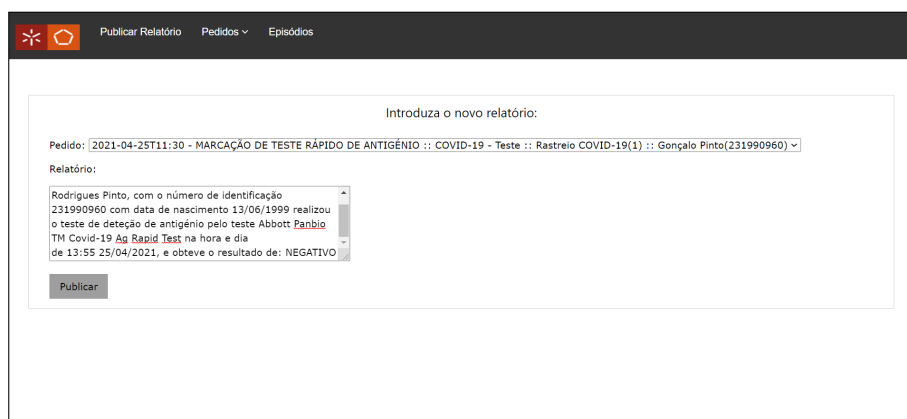 Publicar Relatório Pedidos Episódios
Introduza o novo relatório:
Pedido: 2021-04-25T11:30 - MARCAÇÃO DE TESTE RÁPIDO DE ANTIGÉNIO :: COVID-19 - Teste :: Rastreio COVID-19(1) :: Gonçalo Pinto(231990960)
Relatório:
Rodrigues Pinto, com o número de identificação
231990960 com data de nascimento 13/06/1999 realizou
o teste de deteção de antigénio pelo teste Abbott Panbio
TM Covid-19 Ag Rapid Test na hora e dia
de 13:55 25/04/2021, e obteve o resultado de: NEGATIVO
Publicar